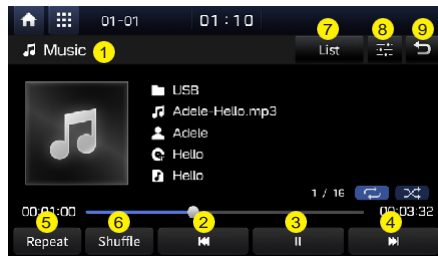 01-01 01:10
7 8 9
Music 1 List
USB
Adele-Hello.mp3
Adele
Hello
Hello
1 / 16
00:01:00 00:03:32
5 6 2 3 4
Repeat Shuffle